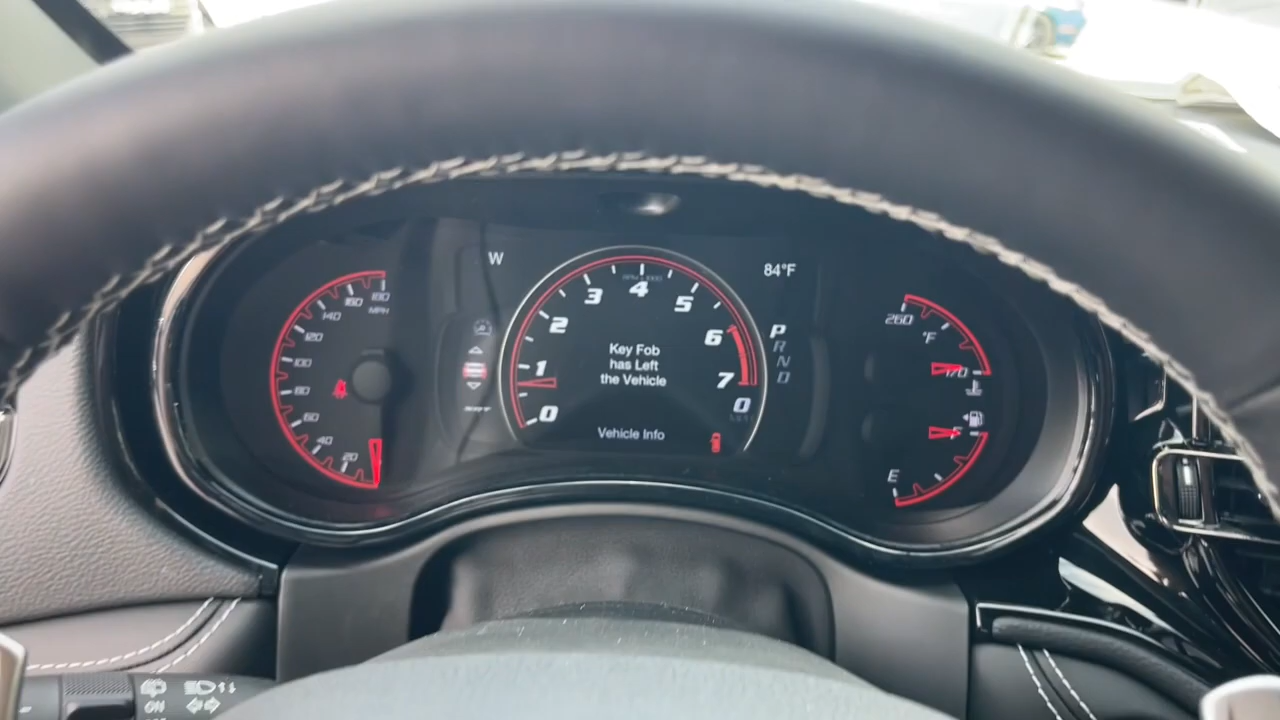 W
84°F
180
160
MPH
140
120
100
80
60
40
20
4
3
5
2
6
1
7
0
0
Key Fob
has Left
the Vehicle
Vehicle Info
P
R
N
D
260
°F
170
F
E
ON